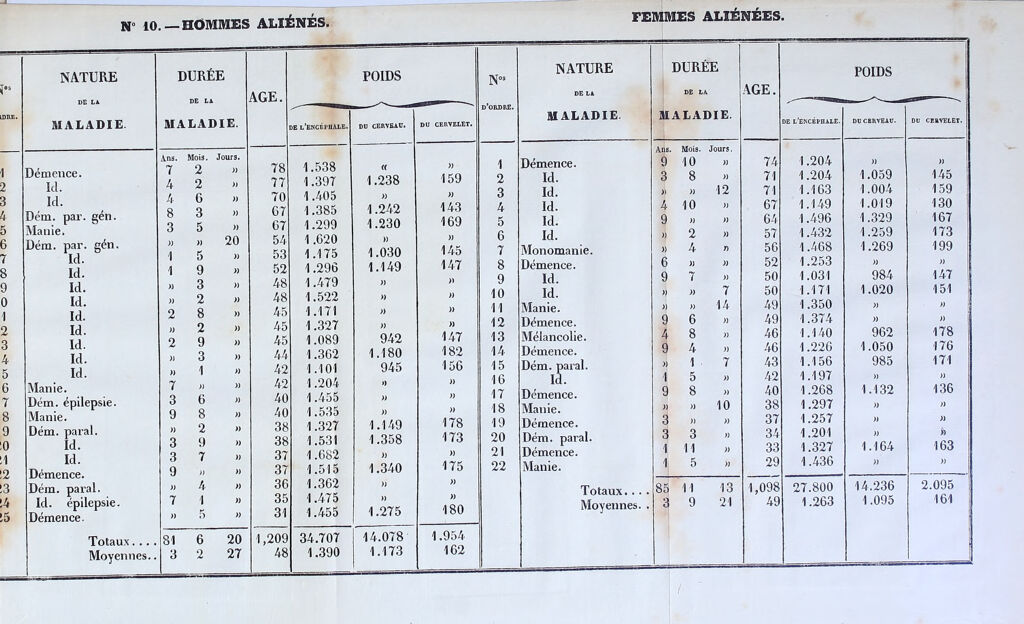 N° 10. — HOMMES ALIÉNÉS.
FEMMES ALIÉNÉES.
NATURE DE LA MALADIE. DURÉE DE LA MALADIE. AGE. POIDS
DE L'ENCÉPHALE. DU CERVEAU. DU CERVELET.
Ans. Mois. Jours.
1 Démence. 7 2 » 78 1.538 « »
2 Id. 4 2 » 77 1.397 1.238 159
3 Id. 4 6 » 70 1.405 » »
4 Dém. par. gén. 8 3 » 67 1.385 1.242 143
5 Manie. 3 5 » 67 1.299 1.230 169
6 Dém. par. gén. » » 20 54 1.620 » »
7 Id. 1 5 » 53 1.175 1.030 145
8 Id. 1 9 » 52 1.296 1.149 147
9 Id. » 3 » 48 1.479 » »
0 Id. » 2 » 48 1.522 » »
1 Id. 2 8 » 45 1.171 » »
2 Id. » 2 » 45 1.327 » »
3 Id. 2 9 » 45 1.089 942 147
4 Id. » 3 » 44 1.362 1.180 182
5 Id. » 1 » 42 1.101 945 156
6 Manie. 7 » » 42 1.204 » »
7 Dém. épilepsie. 3 6 » 40 1.455 » »
8 Manie. 9 8 » 40 1.535 » »
9 Dém. paral. » 2 » 38 1.327 1.149 178
20 Id. 3 9 » 38 1.531 1.358 173
21 Id. 3 7 » 37 1.682 » »
22 Démence. 9 » » 37 1.515 1.340 175
23 Dém. paral. » 4 » 36 1.362 » »
24 Id. épilepsie. 7 1 » 35 1.475 » »
25 Démence. » 5 » 31 1.455 1.275 180
Totaux.... 81 6 20 1,209 34.707 14.078 1.954
Moyennes.. 3 2 27 48 1.390 1.173 162
Nos D'ORDRE. NATURE DE LA MALADIE. DURÉE DE LA MALADIE. AGE. POIDS
DE L'ENCÉPHALE. DU CERVEAU. DU CERVELET.
Ans. Mois. Jours.
1 Démence. 9 10 » 74 1.204 » »
2 Id. 3 8 » 71 1.204 1.059 145
3 Id. » » 12 71 1.163 1.004 159
4 Id. 4 10 » 67 1.149 1.019 130
5 Id. 9 » » 64 1.496 1.329 167
6 Id. » 2 » 57 1.432 1.259 173
7 Monomanie. » 4 » 56 1.468 1.269 199
8 Démence. 6 » » 52 1.253 » »
9 Id. 9 7 » 50 1.031 984 147
10 Id. » » 7 50 1.171 1.020 151
11 Manie. » » 14 49 1.350 » »
12 Démence. 9 6 » 49 1.374 » »
13 Mélancolie. 4 8 » 46 1.140 962 178
14 Démence. 9 4 » 46 1.226 1.050 176
15 Dém. paral. » 1 7 43 1.156 985 171
16 Id. 1 5 » 42 1.197 » »
17 Démence. 9 8 » 40 1.268 1.132 136
18 Manie. » » 10 38 1.297 » »
19 Démence. 3 » » 37 1.257 » »
20 Dém. paral. 3 3 » 34 1.201 » »
21 Démence. 1 11 » 33 1.327 1.164 163
22 Manie. 1 5 » 29 1.436 » »
Totaux.... 85 11 13 1,098 27.800 14.236 2.095
Moyennes.. 3 9 21 49 1.263 1.095 161